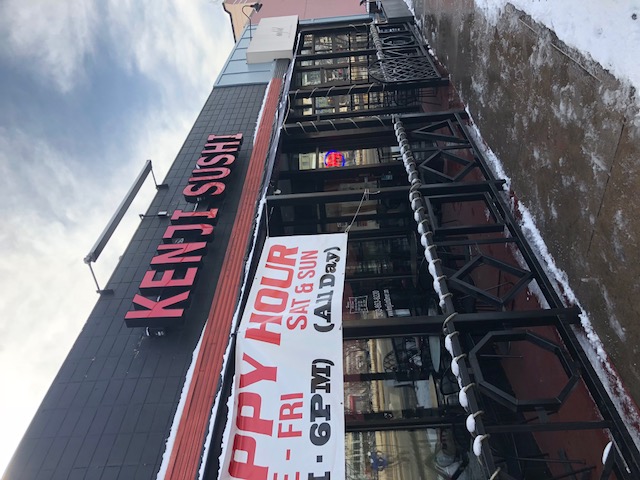 KENJI SUSHI
PPY HOUR
E - FRI SAT & SUN
I - 6PM) (All Day)